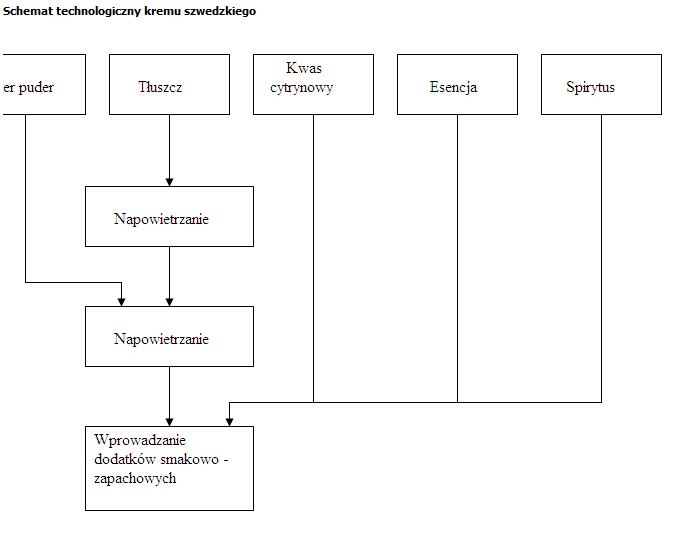 Schemat technologiczny kremu szwedzkiego
er puder
Tłuszcz
Kwas
cytrynowy
Esencja
Spirytus
Napowietrzanie
Napowietrzanie
Wprowadzanie
dodatków smakowo -
zapachowych